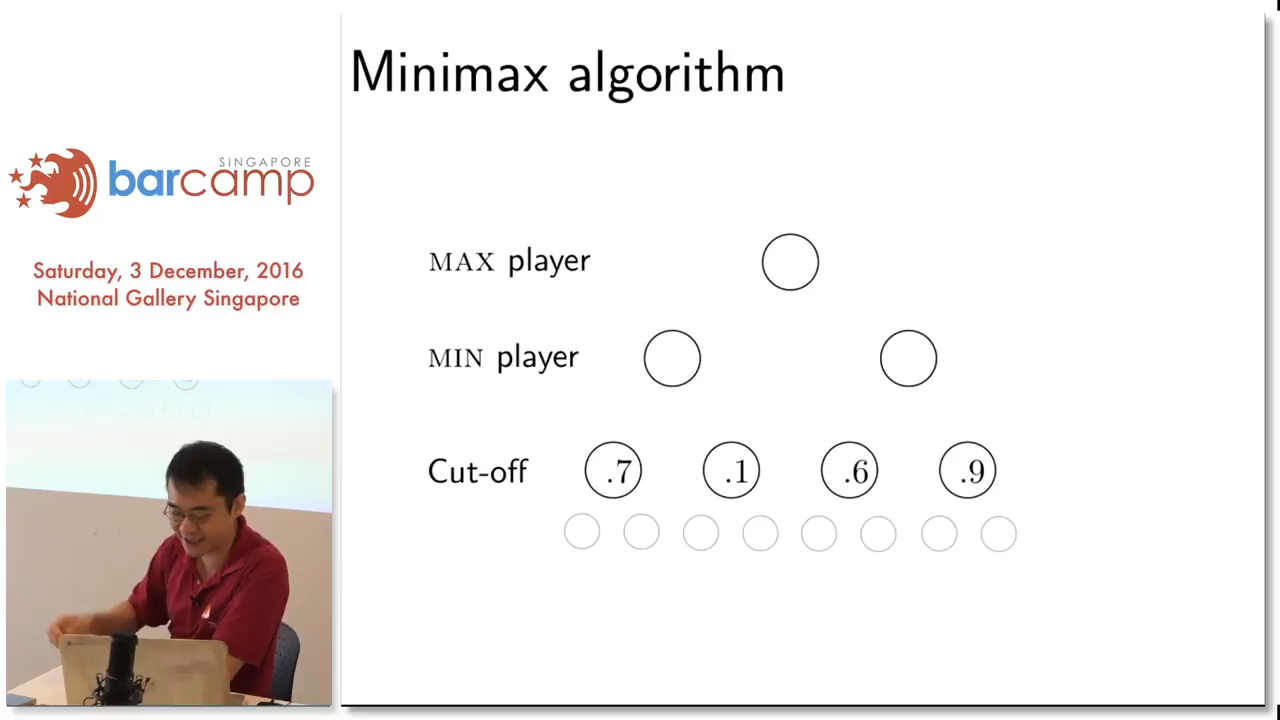 Minimax algorithm
SINGAPORE
barcamp
Saturday, 3 December, 2016
National Gallery Singapore
MAX player
MIN player
Cut-off .7 .1 .6 .9